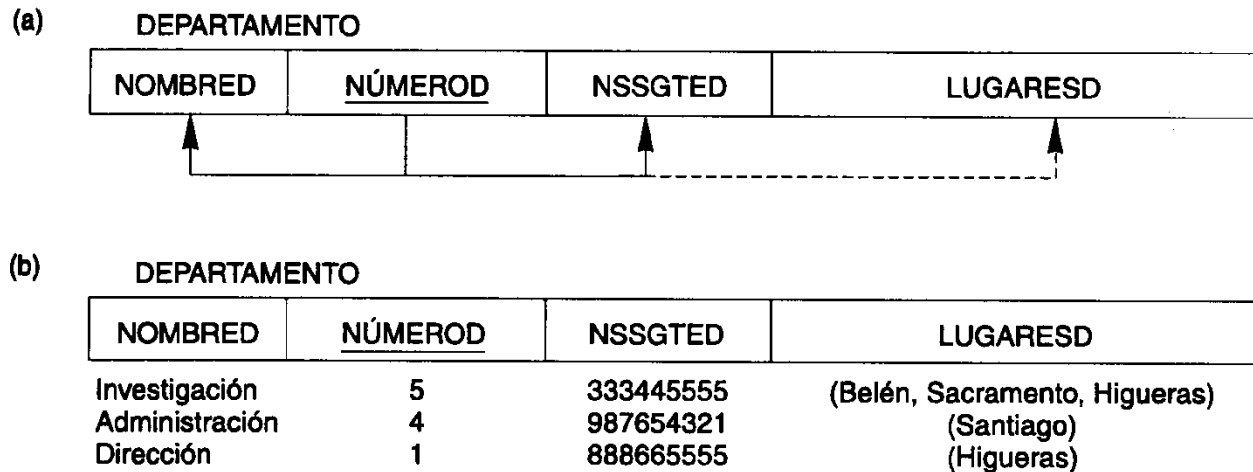 (a) DEPARTAMENTO
NOMBRED NÚMEROD NSSGTED LUGARESD
(b) DEPARTAMENTO
NOMBRED NÚMEROD NSSGTED LUGARESD
Investigación 5 333445555 (Belén, Sacramento, Higueras)
Administración 4 987654321 (Santiago)
Dirección 1 888665555 (Higueras)